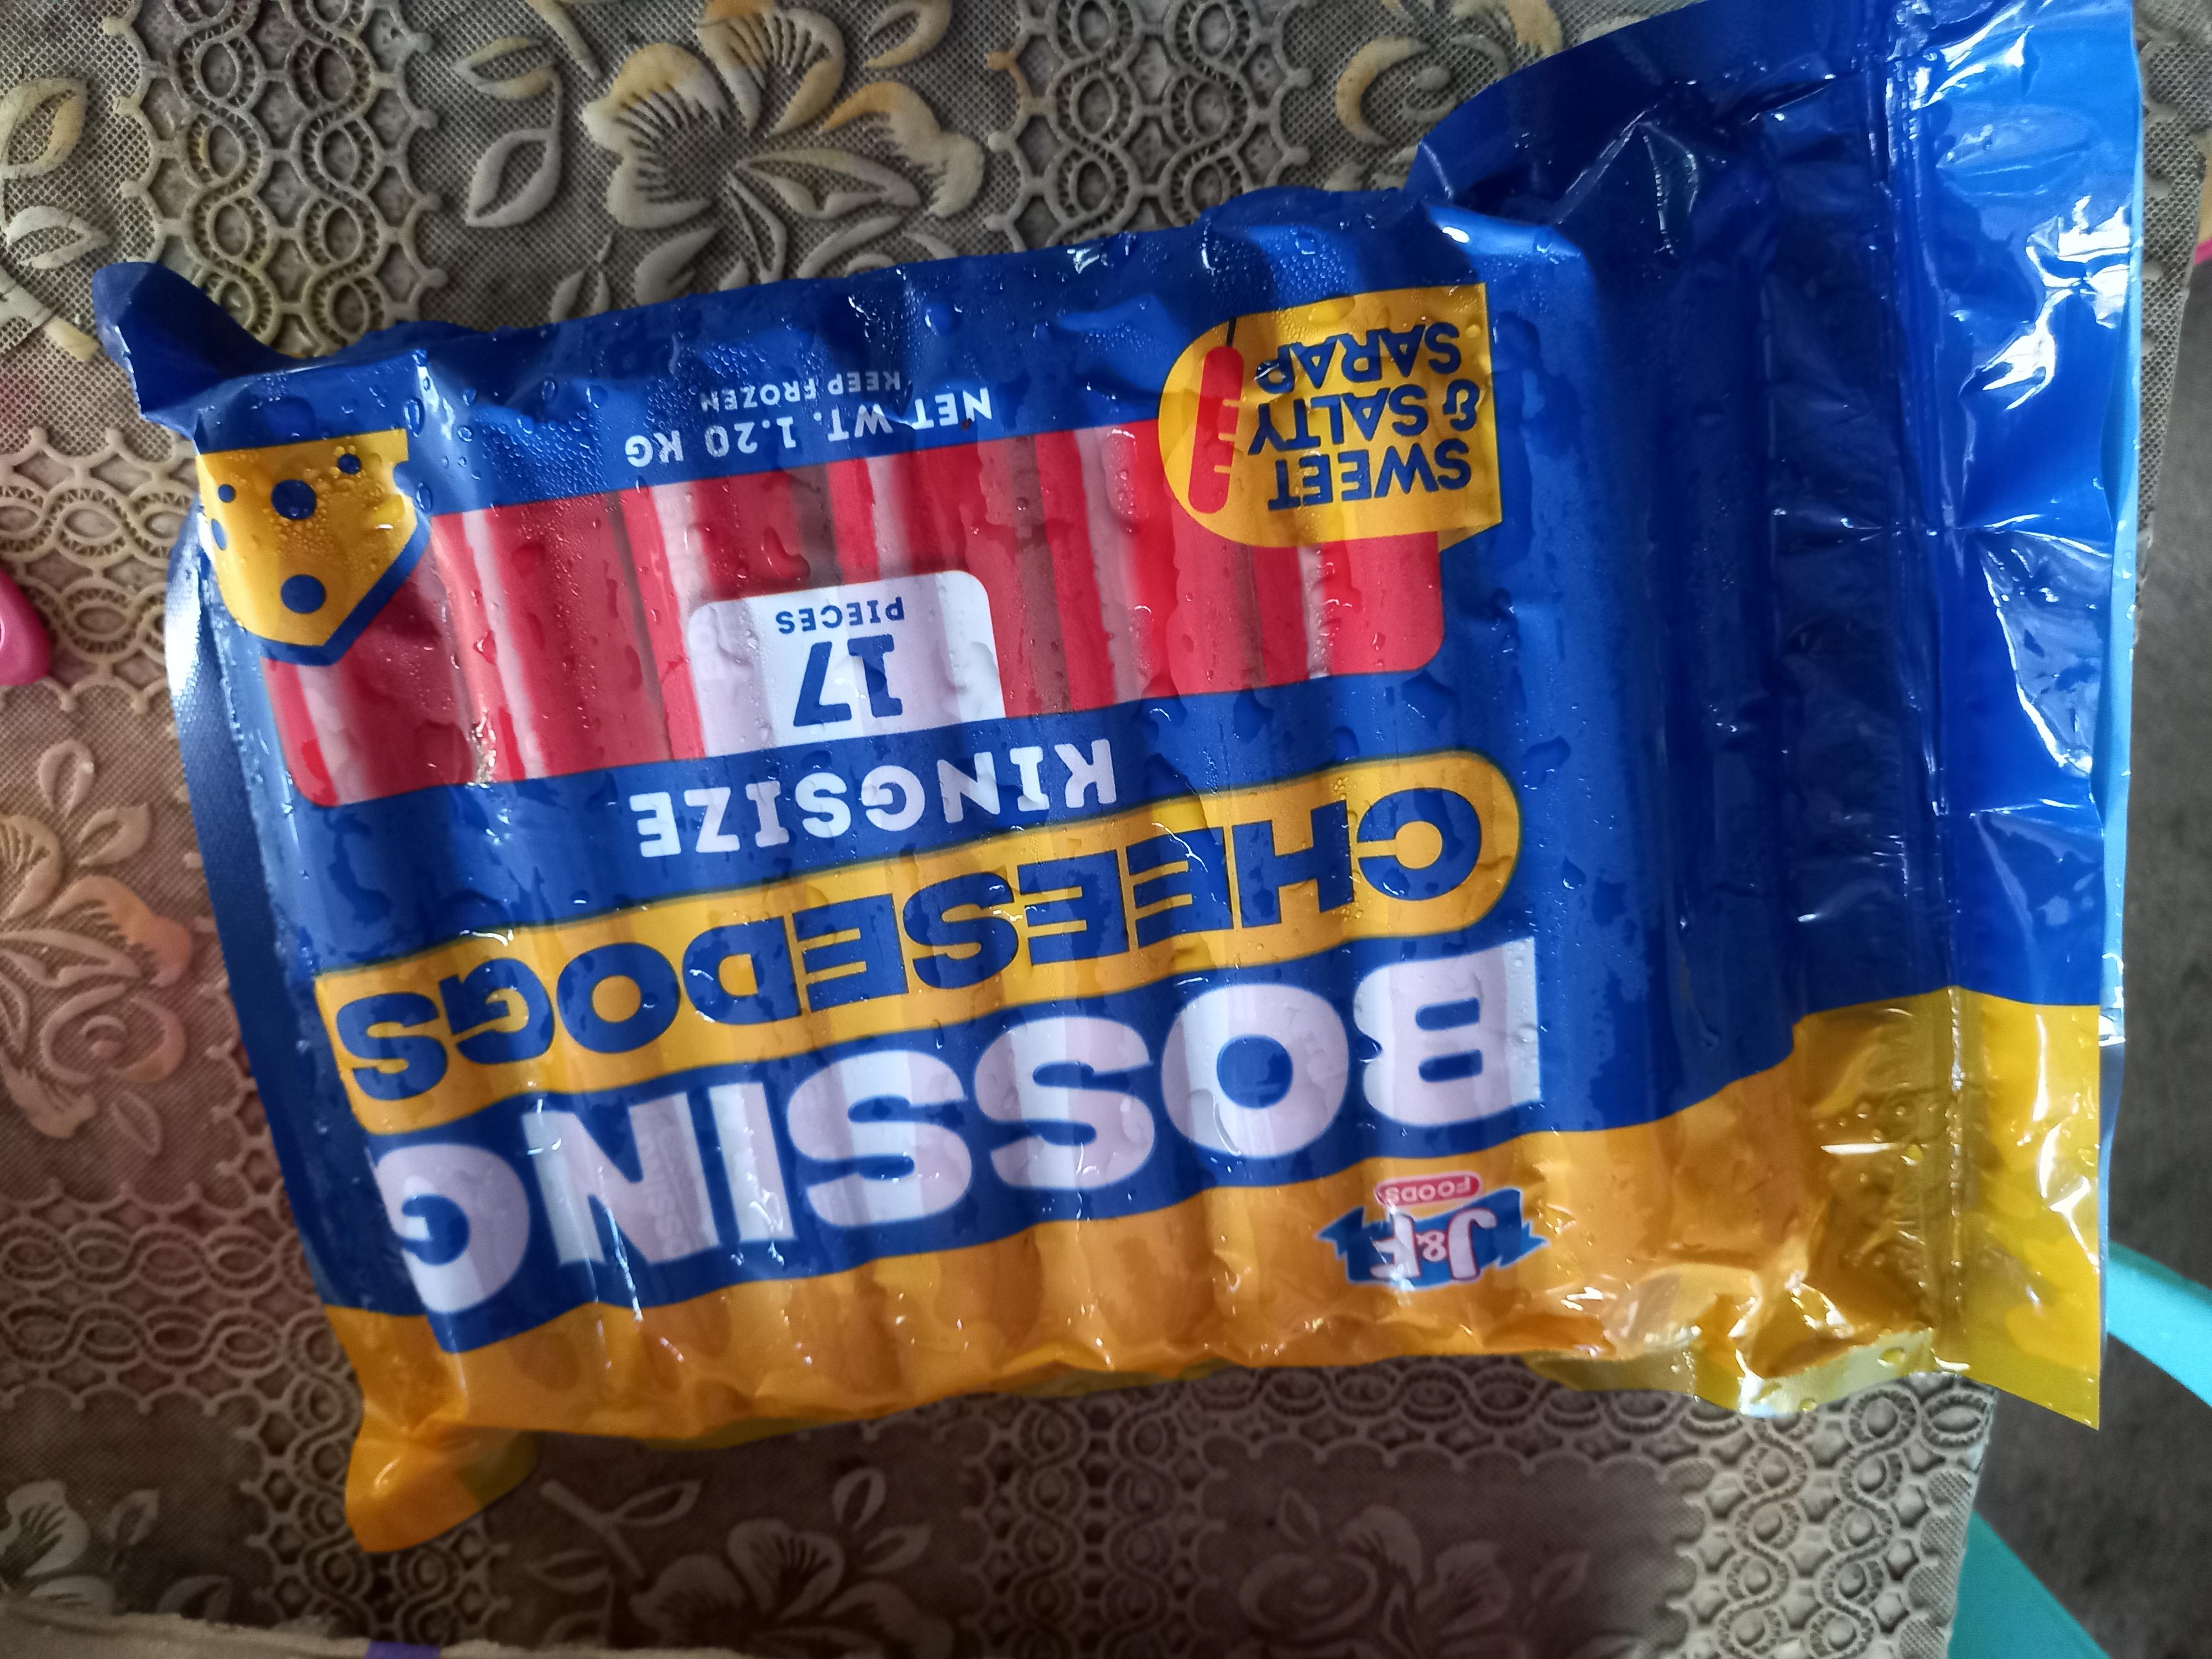 J&F
FOODS
BOSSING
CHEESEDOGS
KINGSIZE
17
PIECES
SWEET
& SALTY
SARAP
NET WT. 1.20 KG
KEEP FROZEN